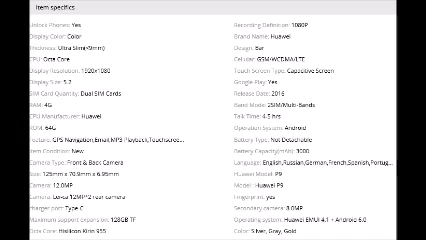 Item specifics
Unlock Phones: Yes
Recording Definition: 1080P
Display Color: Color
Brand Name: Huawei
Thickness: Ultra Slim(<9mm)
Design: Bar
CPU: Octa Core
Cellular: GSM/WCDMA/LTE
Display Resolution: 1920x1080
Touch Screen Type: Capacitive Screen
Display Size: 5.2
Google Play: Yes
SIM Card Quantity: Dual SIM Cards
Release Date: 2016
RAM: 4G
Band Mode: 2SIM/Multi-Bands
CPU Manufacturer: Huawei
Talk Time: 4-5 hrs
ROM: 64G
Operation System: Android
Feature: GPS Navigation,Email,MP3 Playback,Touchscree...
Battery Type: Not Detachable
Item Condition: New
Battery Capacity(mAh): 3000
Camera Type: Front & Back Camera
Language: English,Russian,German,French,Spanish,Portug...
Size: 125mm x 70.9mm x 6.95mm
Huawei Model: P9
Camera: 12.0MP
Model: Huawei P9
Camera: Leica 12MP*2 rear camera
Fingerprint: yes
charger port: Type C
Secondary camera: 8.0MP
Maximum support expansion: 128GB TF
Operating system: Huawei EMUI 4.1 + Android 6.0
Octa Core: Hisilicon Kirin 955
Color: Silver, Gray, Gold